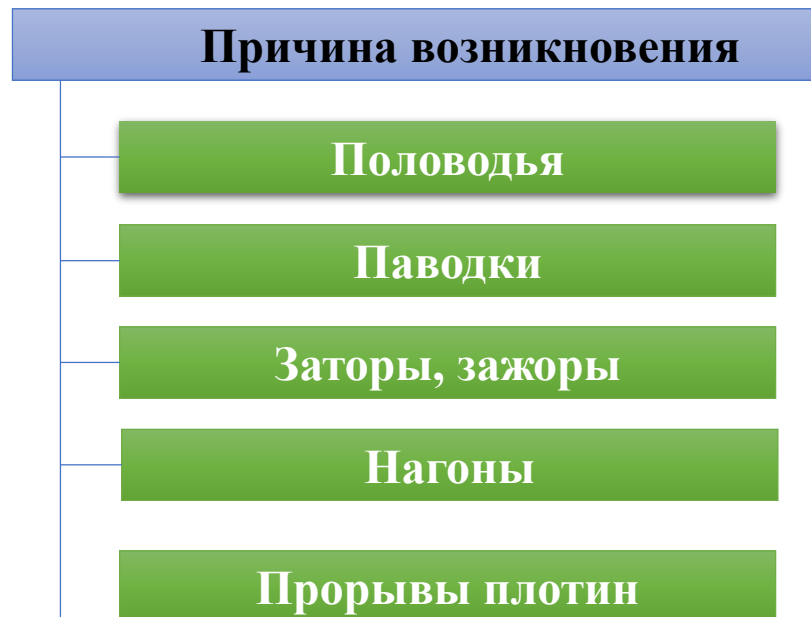 Причина возникновения
Половодья
Паводки
Заторы, зажоры
Нагоны
Прорывы плотин